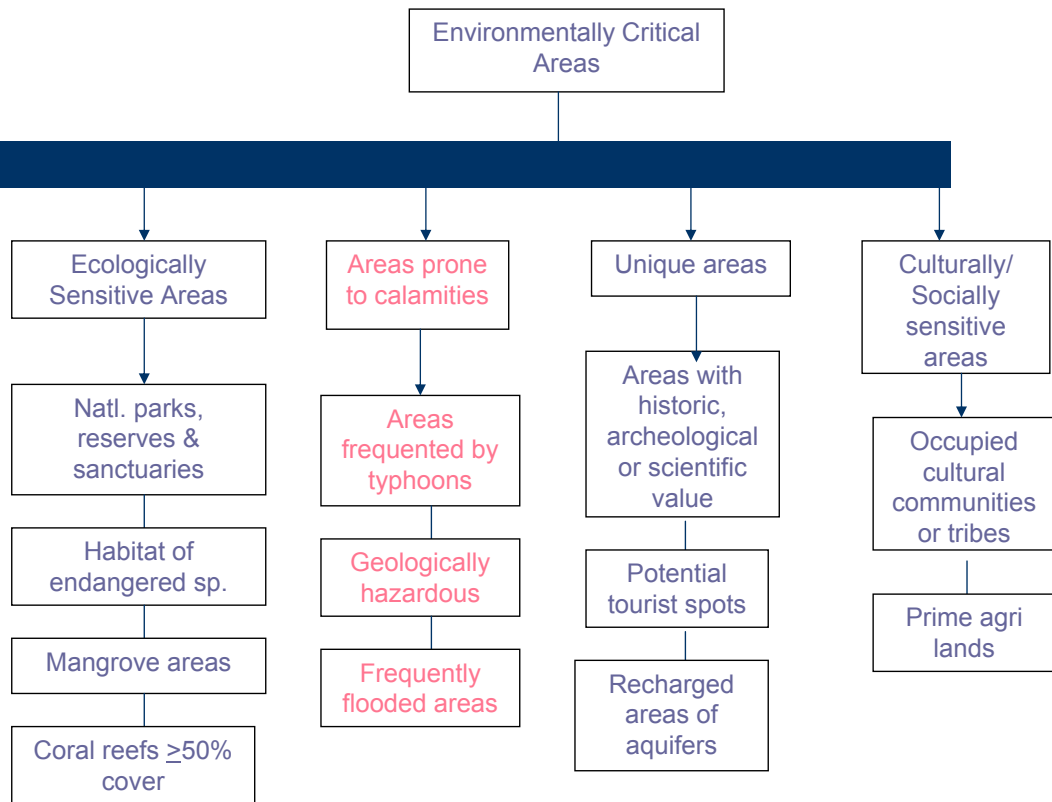 Environmentally Critical
Areas
Ecologically
Sensitive Areas
Natl. parks,
reserves &
sanctuaries
Habitat of
endangered sp.
Mangrove areas
Coral reefs ≥50%
cover
Areas prone
to calamities
Areas
frequented by
typhoons
Geologically
hazardous
Frequently
flooded areas
Unique areas
Areas with
historic,
archeological
or scientific
value
Potential
tourist spots
Recharged
areas of
aquifers
Culturally/
Socially
sensitive
areas
Occupied
cultural
communities
or tribes
Prime agri
lands